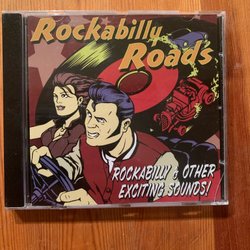 Rockabilly
Roads
ROCKABILLY & OTHER
EXCITING SOUNDS!